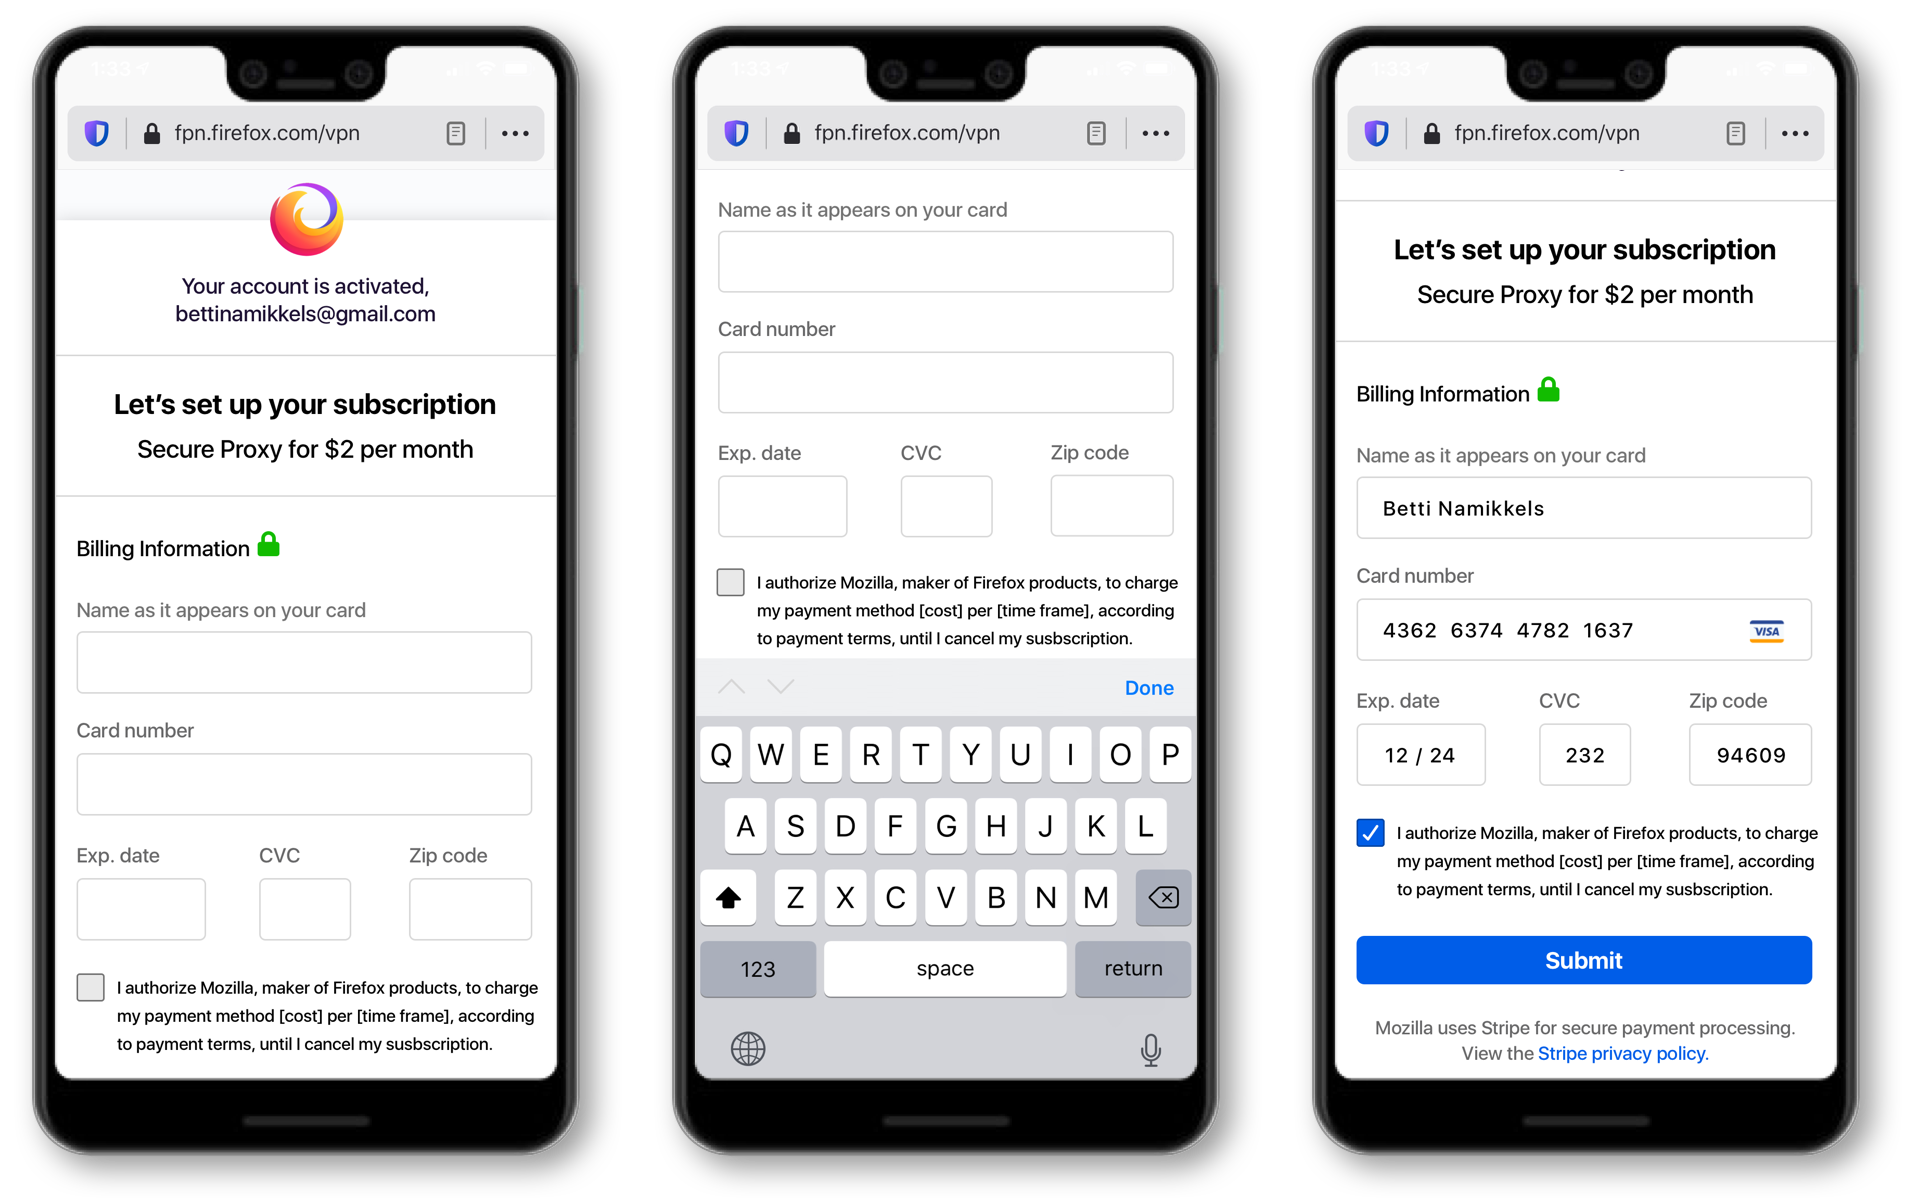 1:33
fpn.firefox.com/vpn
Your account is activated,
bettinamikkels@gmail.com
Let's set up your subscription
Secure Proxy for $2 per month
Billing Information
Name as it appears on your card
Card number
Exp. date CVC Zip code
I authorize Mozilla, maker of Firefox products, to charge
my payment method [cost] per [time frame], according
to payment terms, until I cancel my susbscription.
1:33
fpn.firefox.com/vpn
Name as it appears on your card
Card number
Exp. date CVC Zip code
I authorize Mozilla, maker of Firefox products, to charge
my payment method [cost] per [time frame], according
to payment terms, until I cancel my susbscription.
Done
Q W E R T Y U I O P
A S D F G H J K L
Z X C V B N M
123 space return
1:33
fpn.firefox.com/vpn
Let's set up your subscription
Secure Proxy for $2 per month
Billing Information
Name as it appears on your card
Betti Namikkels
Card number
4362 6374 4782 1637 VISA
Exp. date CVC Zip code
12 / 24 232 94609
I authorize Mozilla, maker of Firefox products, to charge
my payment method [cost] per [time frame], according
to payment terms, until I cancel my susbscription.
Submit
Mozilla uses Stripe for secure payment processing.
View the Stripe privacy policy.